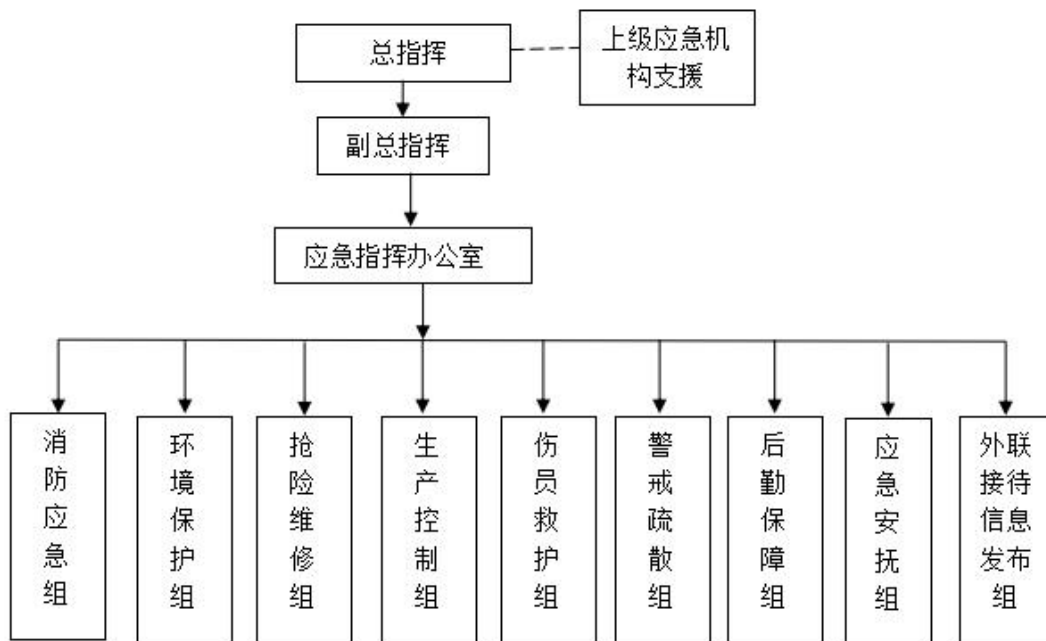 总指挥
上级应急机
构支援
副总指挥
应急指挥办公室
消防应急组
环境保护组
抢险维修组
生产控制组
伤员救护组
警戒疏散组
后勤保障组
应急安抚组
外联
接待
信息
发布
组